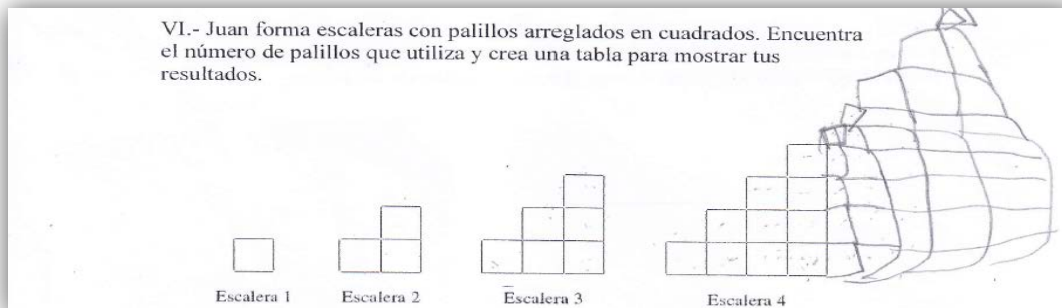 VI.- Juan forma escaleras con palillos arreglados en cuadrados. Encuentra
el número de palillos que utiliza y crea una tabla para mostrar tus
resultados.
Escalera 1 Escalera 2 Escalera 3 Escalera 4